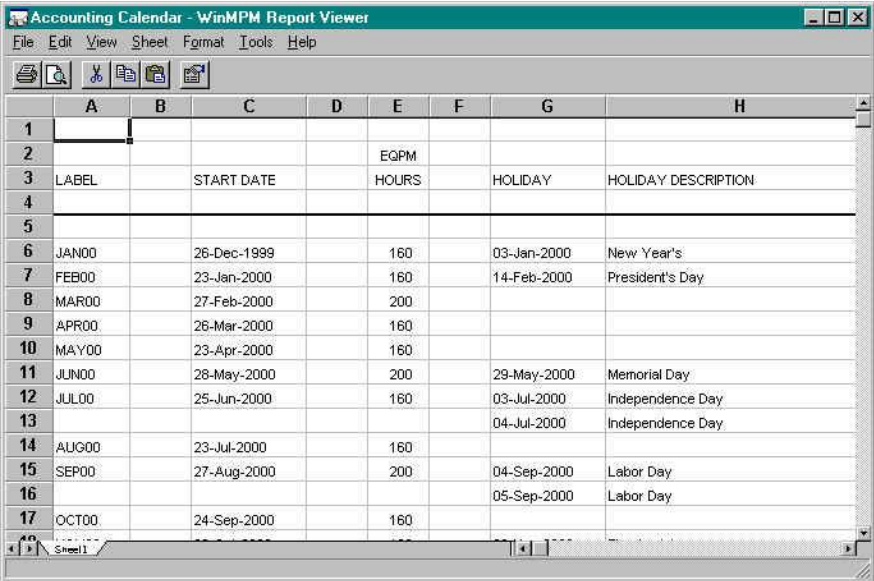 Accounting Calendar - WinMPM Report Viewer
File Edit View Sheet Format Tools Help
A B C D E F G H
1
2 EQPM
3 LABEL START DATE HOURS HOLIDAY HOLIDAY DESCRIPTION
4
5
6 JAN00 26-Dec-1999 160 03-Jan-2000 New Year's
7 FEB00 23-Jan-2000 160 14-Feb-2000 President's Day
8 MAR00 27-Feb-2000 200
9 APR00 26-Mar-2000 160
10 MAY00 23-Apr-2000 160
11 JUN00 28-May-2000 200 29-May-2000 Memorial Day
12 JUL00 25-Jun-2000 160 03-Jul-2000 Independence Day
13 04-Jul-2000 Independence Day
14 AUG00 23-Jul-2000 160
15 SEP00 27-Aug-2000 200 04-Sep-2000 Labor Day
16 05-Sep-2000 Labor Day
17 OCT00 24-Sep-2000 160
Sheet1